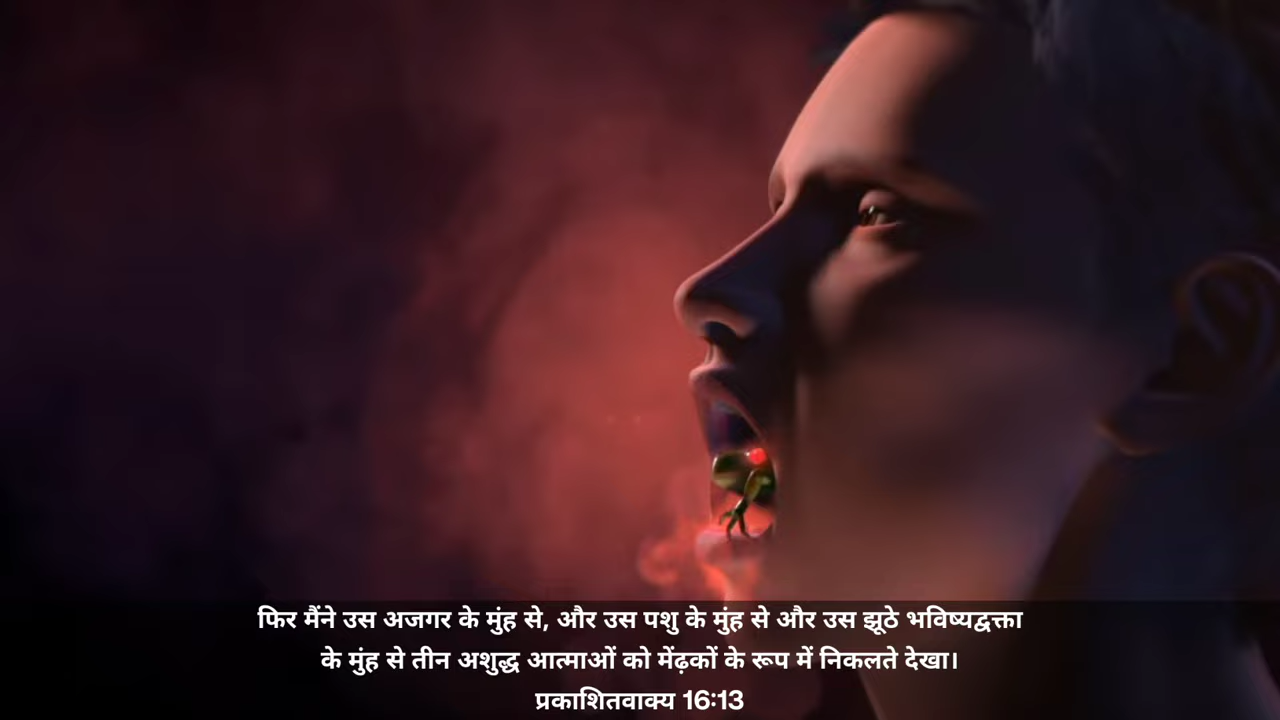 फिर मैंने उस अजगर के मुंह से, और उस पशु के मुंह से और उस झूठे भविष्यद्वक्ता
के मुंह से तीन अशुद्ध आत्माओं को मेंढ़कों के रूप में निकलते देखा।
प्रकाशितवाक्य 16:13